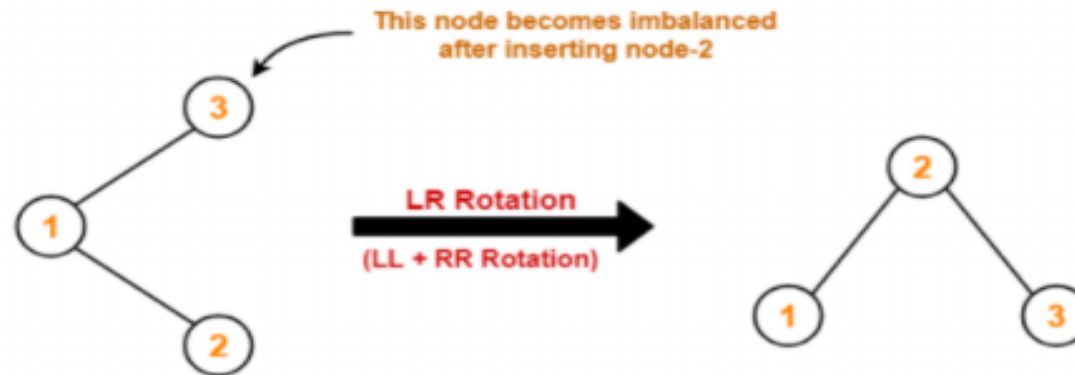 This node becomes imbalanced
after inserting node-2
3
1
2
LR Rotation
(LL + RR Rotation)
2
1
3